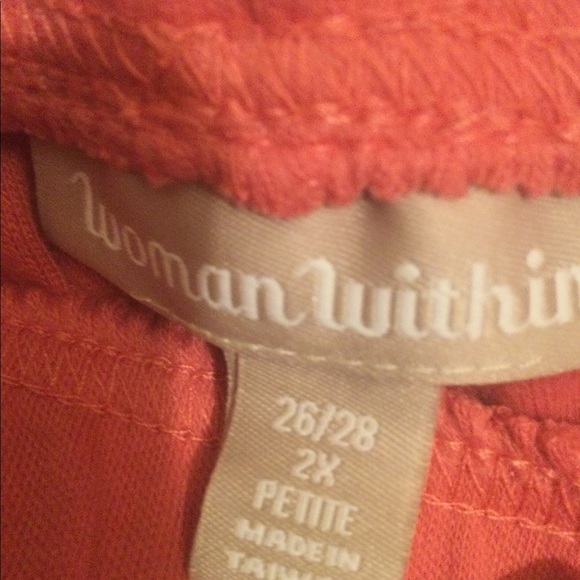 Woman Within
26/28
2X
PETITE
MADE IN